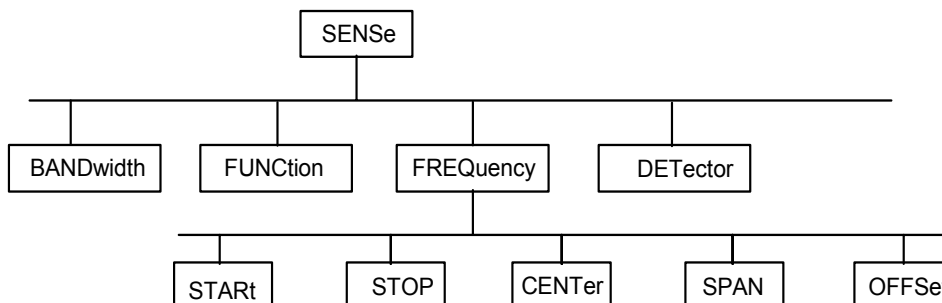 SENSe
BANDwidth FUNCtion FREQuency DETector
STARt STOP CENTer SPAN OFFSe